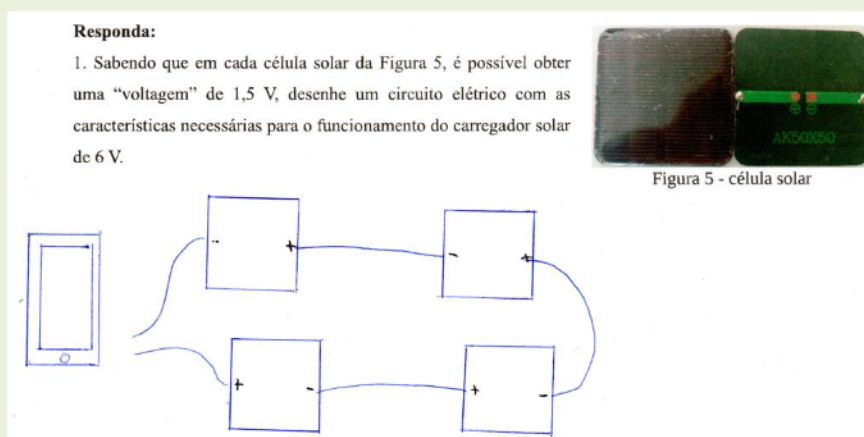 Responda:
1. Sabendo que em cada célula solar da Figura 5, é possível obter
uma “voltagem” de 1,5 V, desenhe um circuito elétrico com as
características necessárias para o funcionamento do carregador solar
de 6 V.
AK50X50
Figura 5 - célula solar
- + - +
+ - + -